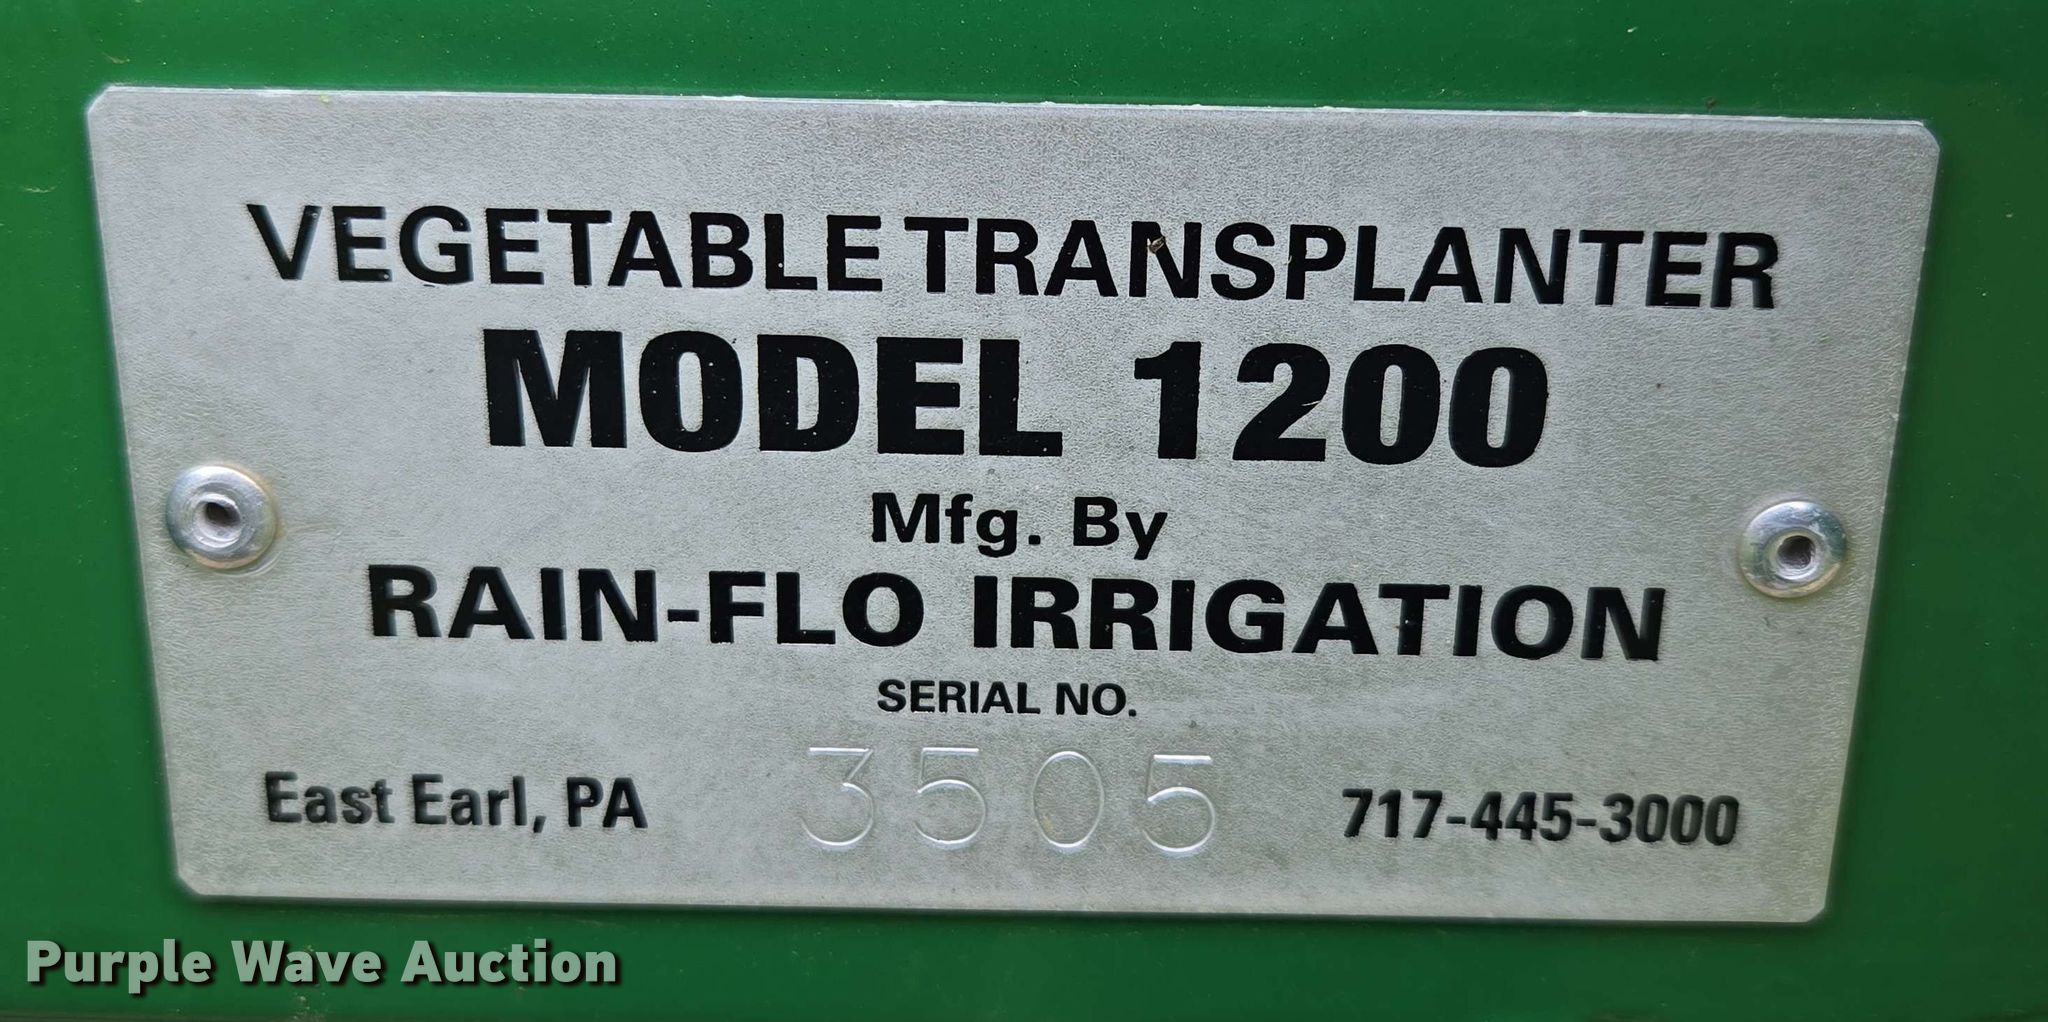 VEGETABLE TRANSPLANTER
MODEL 1200
Mfg. By
RAIN-FLO IRRIGATION
SERIAL NO.
East Earl, PA 3505 717-445-3000
Purple Wave Auction